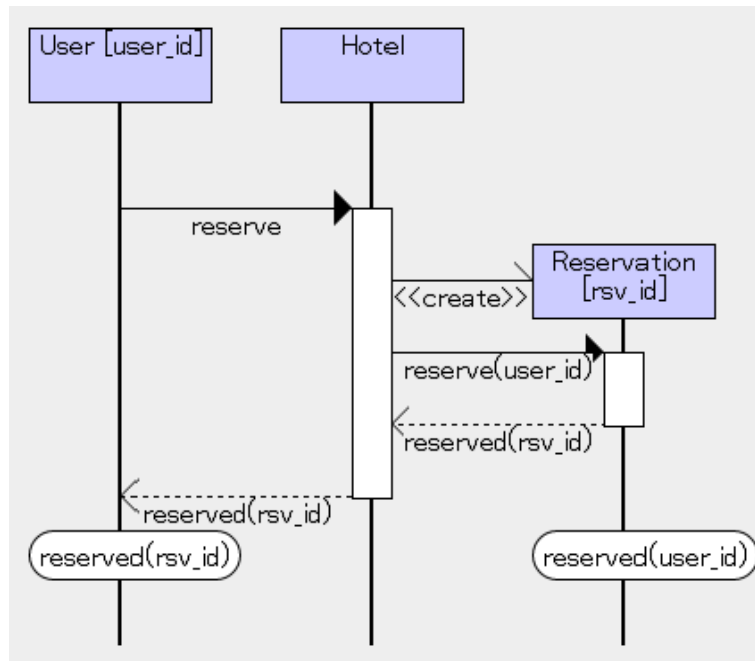 User [user_id]
Hotel
reserve
Reservation
[rsv_id]
<<create>>
reserve(user_id)
reserved(rsv_id)
reserved(rsv_id)
reserved(rsv_id)
reserved(user_id)